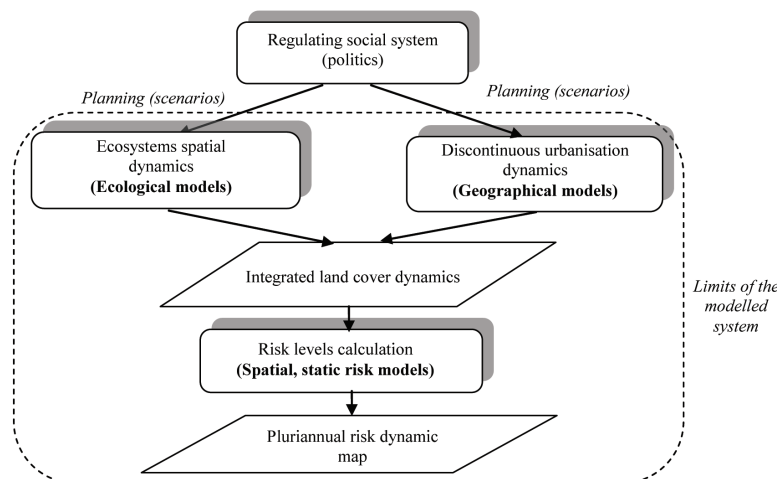 Regulating social system
(politics)
Planning (scenarios)
Planning (scenarios)
Ecosystems spatial
dynamics
(Ecological models)
Discontinuous urbanisation
dynamics
(Geographical models)
Integrated land cover dynamics
Limits of the
modelled
system
Risk levels calculation
(Spatial, static risk models)
Pluriannual risk dynamic
map